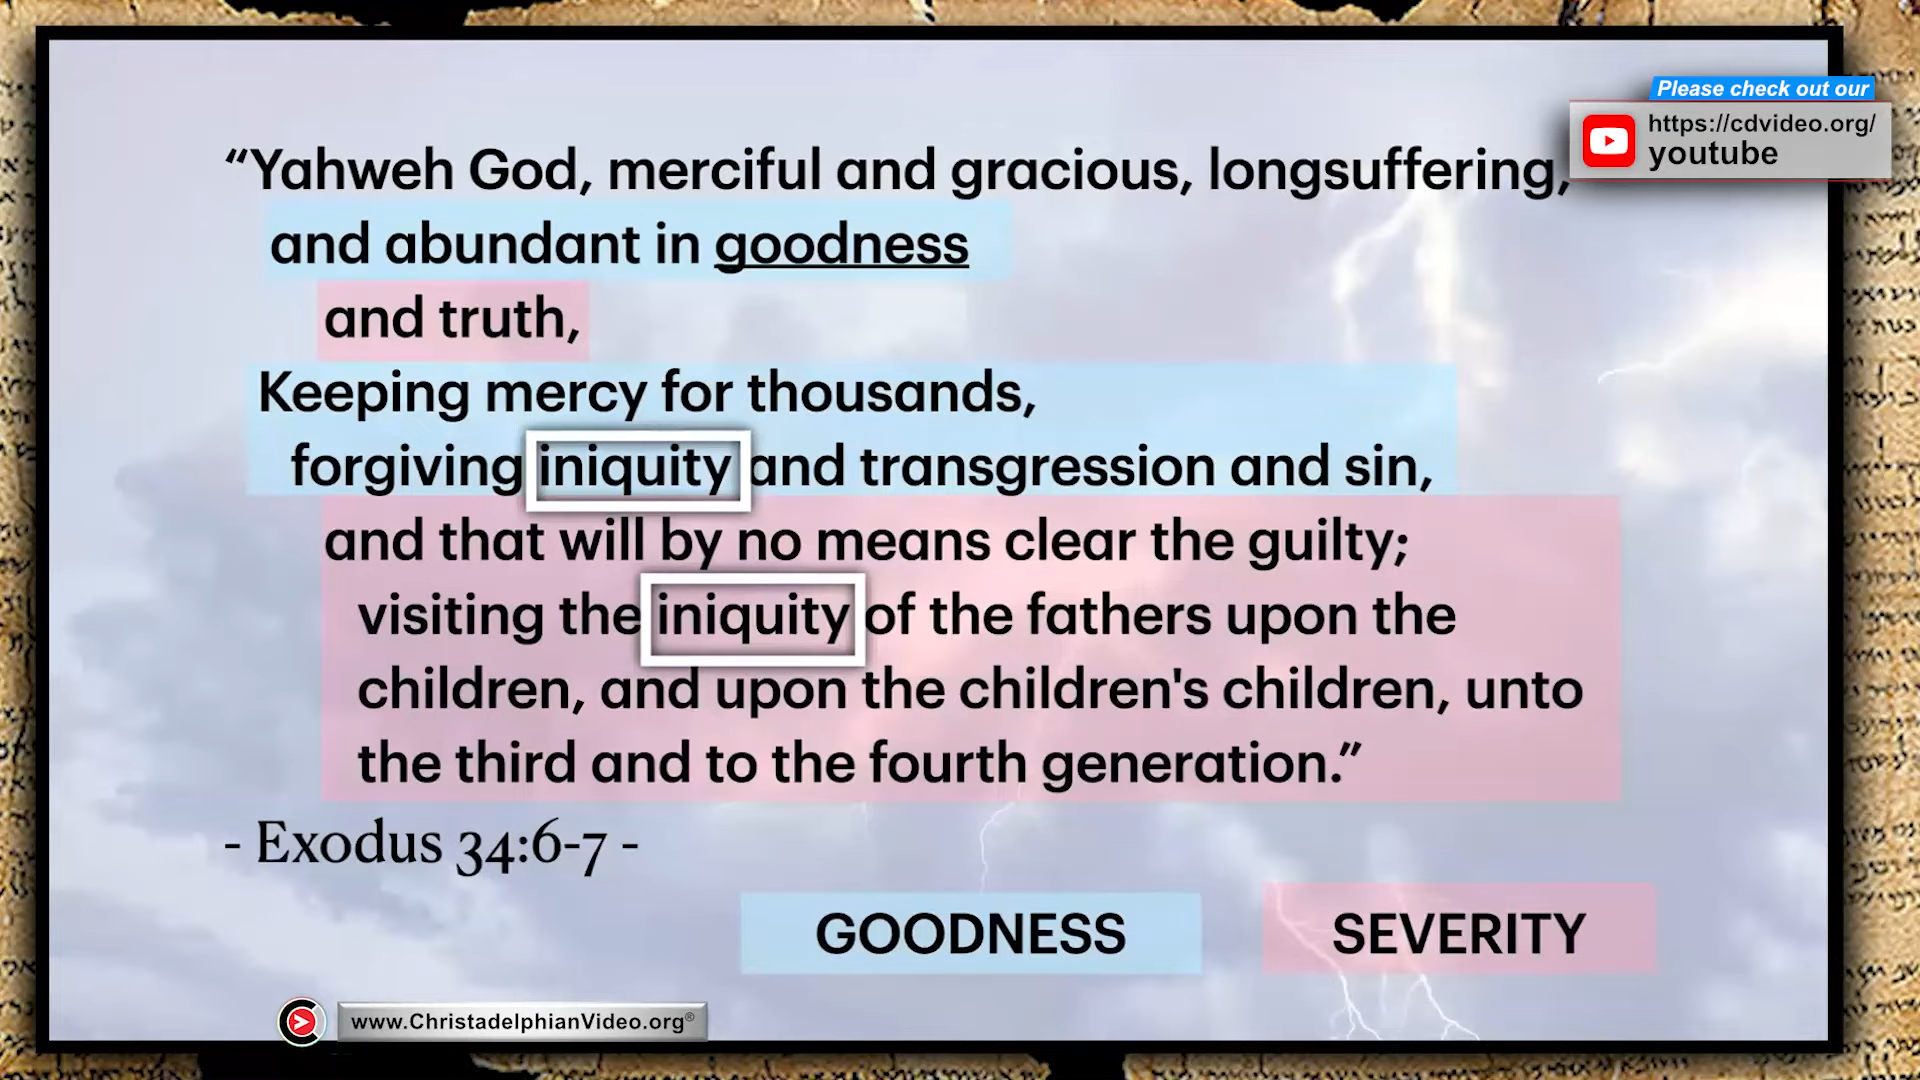 Please check out our
https://cdvideo.org/
youtube
“Yahweh God, merciful and gracious, longsuffering,
and abundant in goodness
and truth,
Keeping mercy for thousands,
forgiving iniquity and transgression and sin,
and that will by no means clear the guilty;
visiting the iniquity of the fathers upon the
children, and upon the children's children, unto
the third and to the fourth generation.”
- Exodus 34:6-7 -
GOODNESS
SEVERITY
www.ChristadelphianVideo.org®